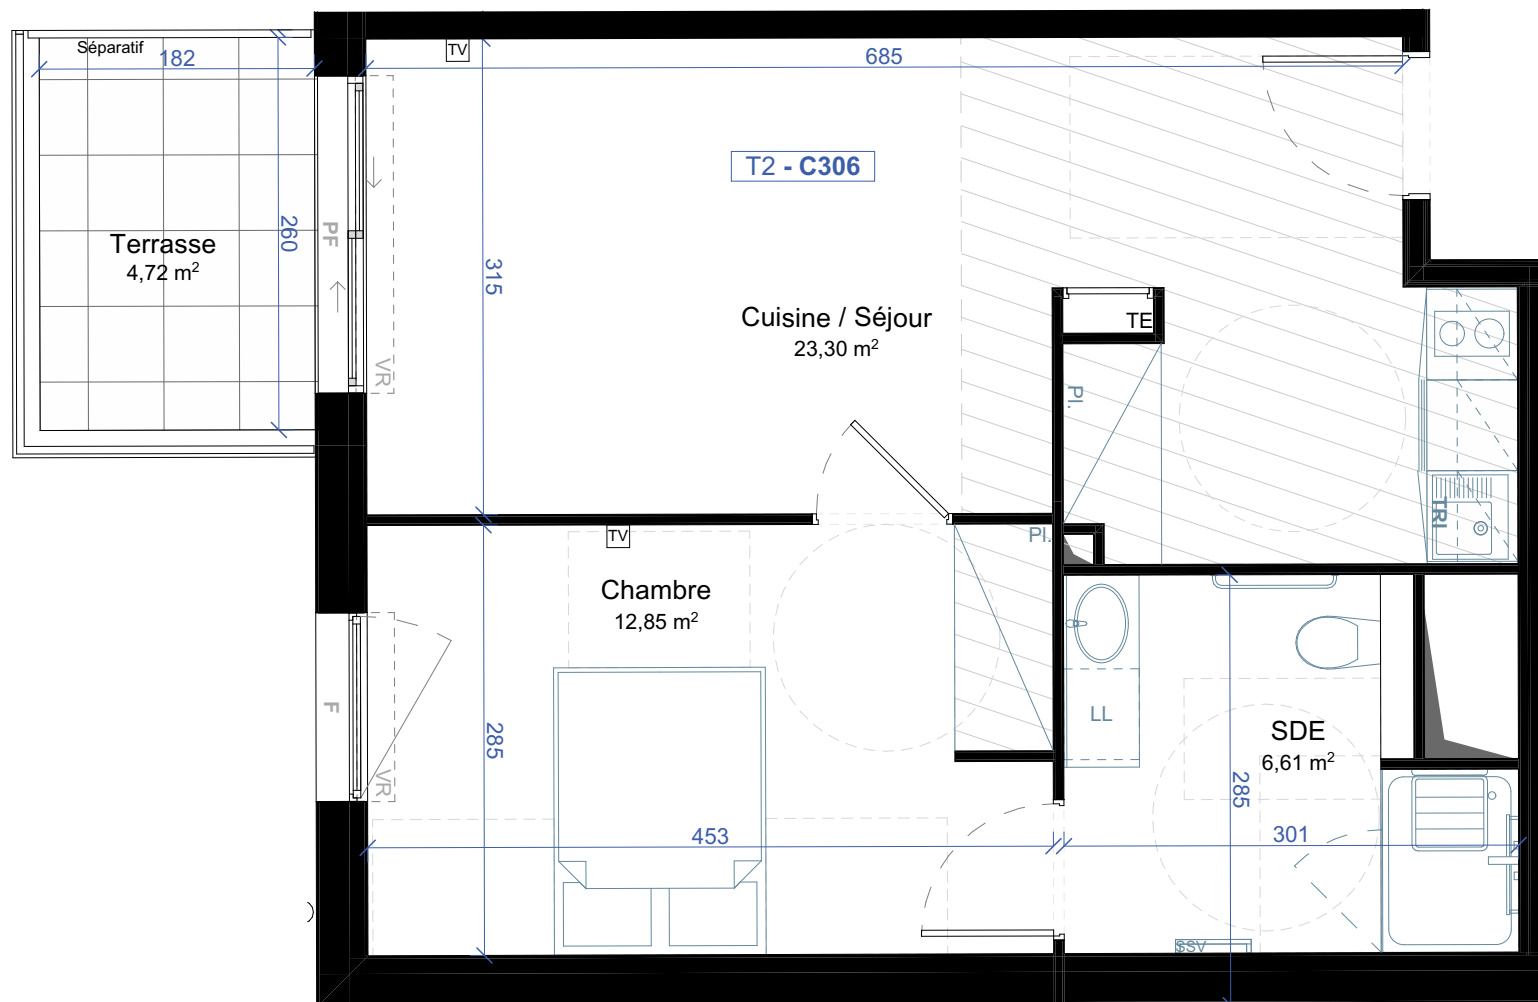 Séparatif
182
TV
685
T2 - C306
260
PF
Terrasse
4,72 m²
315
Cuisine / Séjour
23,30 m²
TE
VR
Pl.
TRI
TV
Pl.
Chambre
12,85 m²
F
LL
285
SDE
6,61 m²
VR
285
453
301
SSV